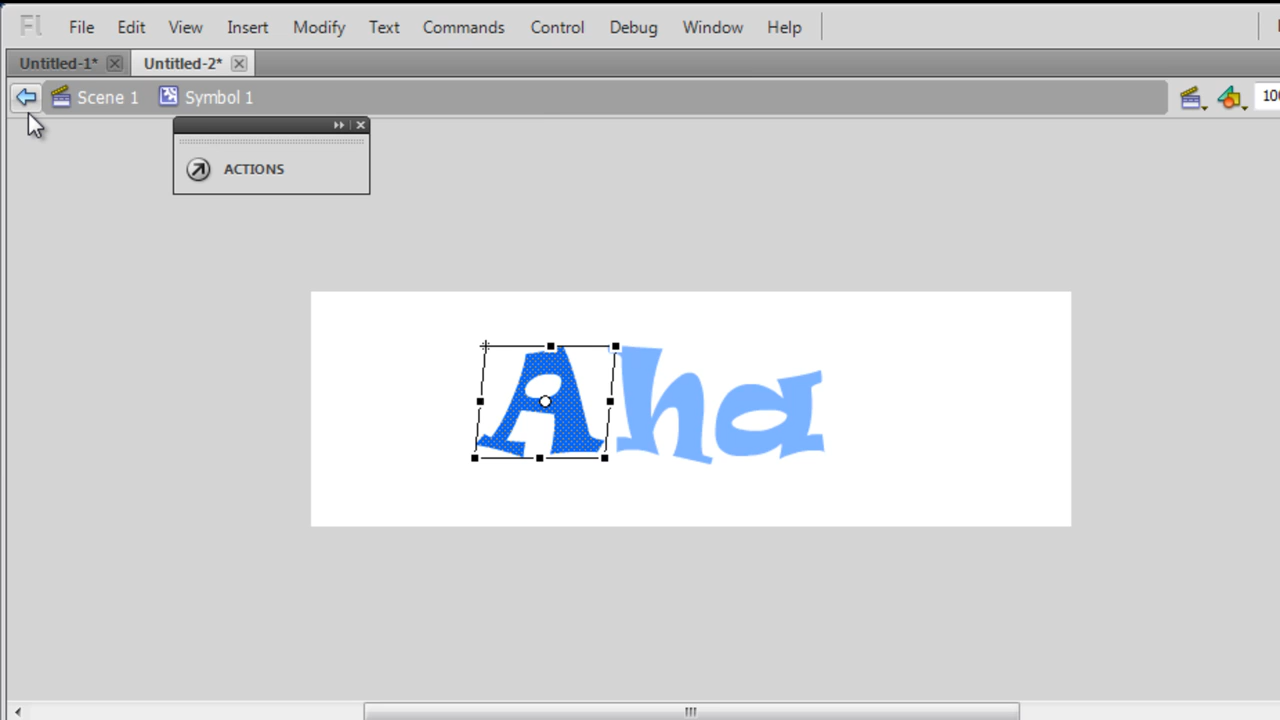 Fl File Edit View Insert Modify Text Commands Control Debug Window Help
Untitled-1* Untitled-2*
Scene 1 Symbol 1 100
ACTIONS
Aha